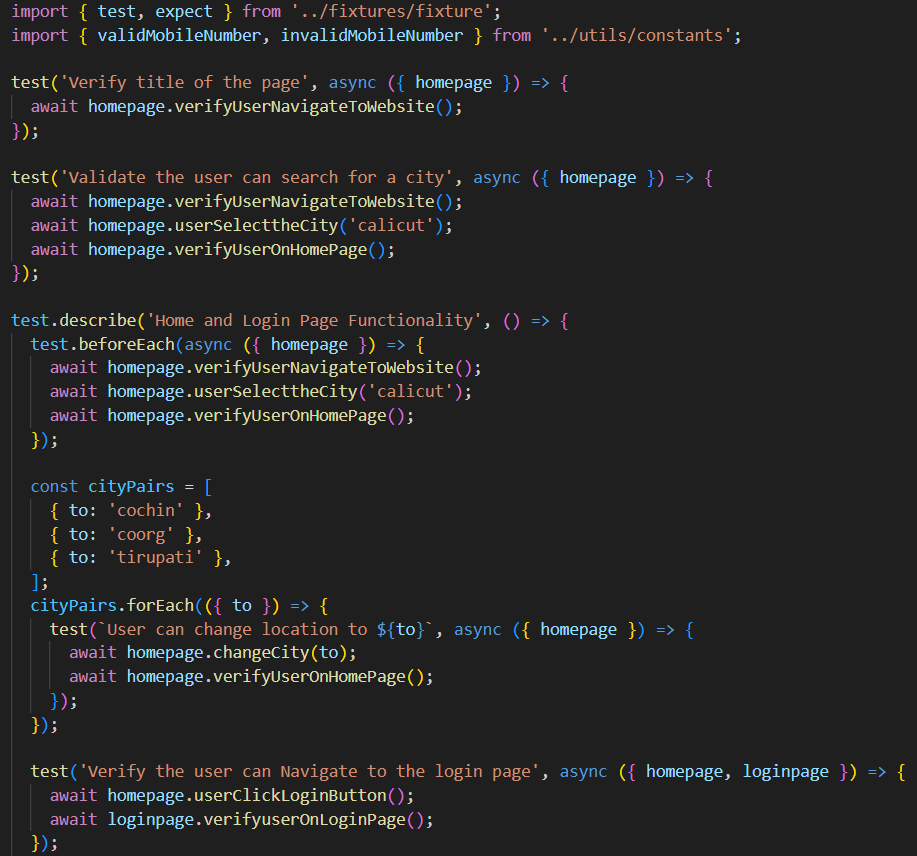 import { test, expect } from '../fixtures/fixture';
import { validMobileNumber, invalidMobileNumber } from '../utils/constants';

test('Verify title of the page', async ({ homepage }) => {
  await homepage.verifyUserNavigateToWebsite();
});

test('Validate the user can search for a city', async ({ homepage }) => {
  await homepage.verifyUserNavigateToWebsite();
  await homepage.userSelecttheCity('calicut');
  await homepage.verifyUserOnHomePage();
});

test.describe('Home and Login Page Functionality', () => {
  test.beforeEach(async ({ homepage }) => {
    await homepage.verifyUserNavigateToWebsite();
    await homepage.userSelecttheCity('calicut');
    await homepage.verifyUserOnHomePage();
  });

  const cityPairs = [
    { to: 'cochin' },
    { to: 'coorg' },
    { to: 'tirupati' },
  ];
  cityPairs.forEach(({ to }) => {
    test(`User can change location to ${to}`, async ({ homepage }) => {
      await homepage.changeCity(to);
      await homepage.verifyUserOnHomePage();
    });
  });

  test('Verify the user can Navigate to the login page', async ({ homepage, loginpage }) => {
    await homepage.userClickLoginButton();
    await loginpage.verifyuserOnLoginPage();
  });